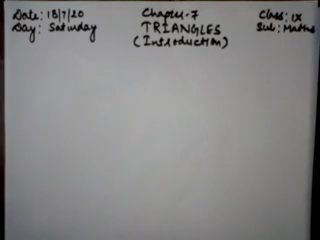 Date: 18/7/20 Chapter-7 Class: IX
Day: Saturday TRIANGLES Sub: Maths
(Introduction)